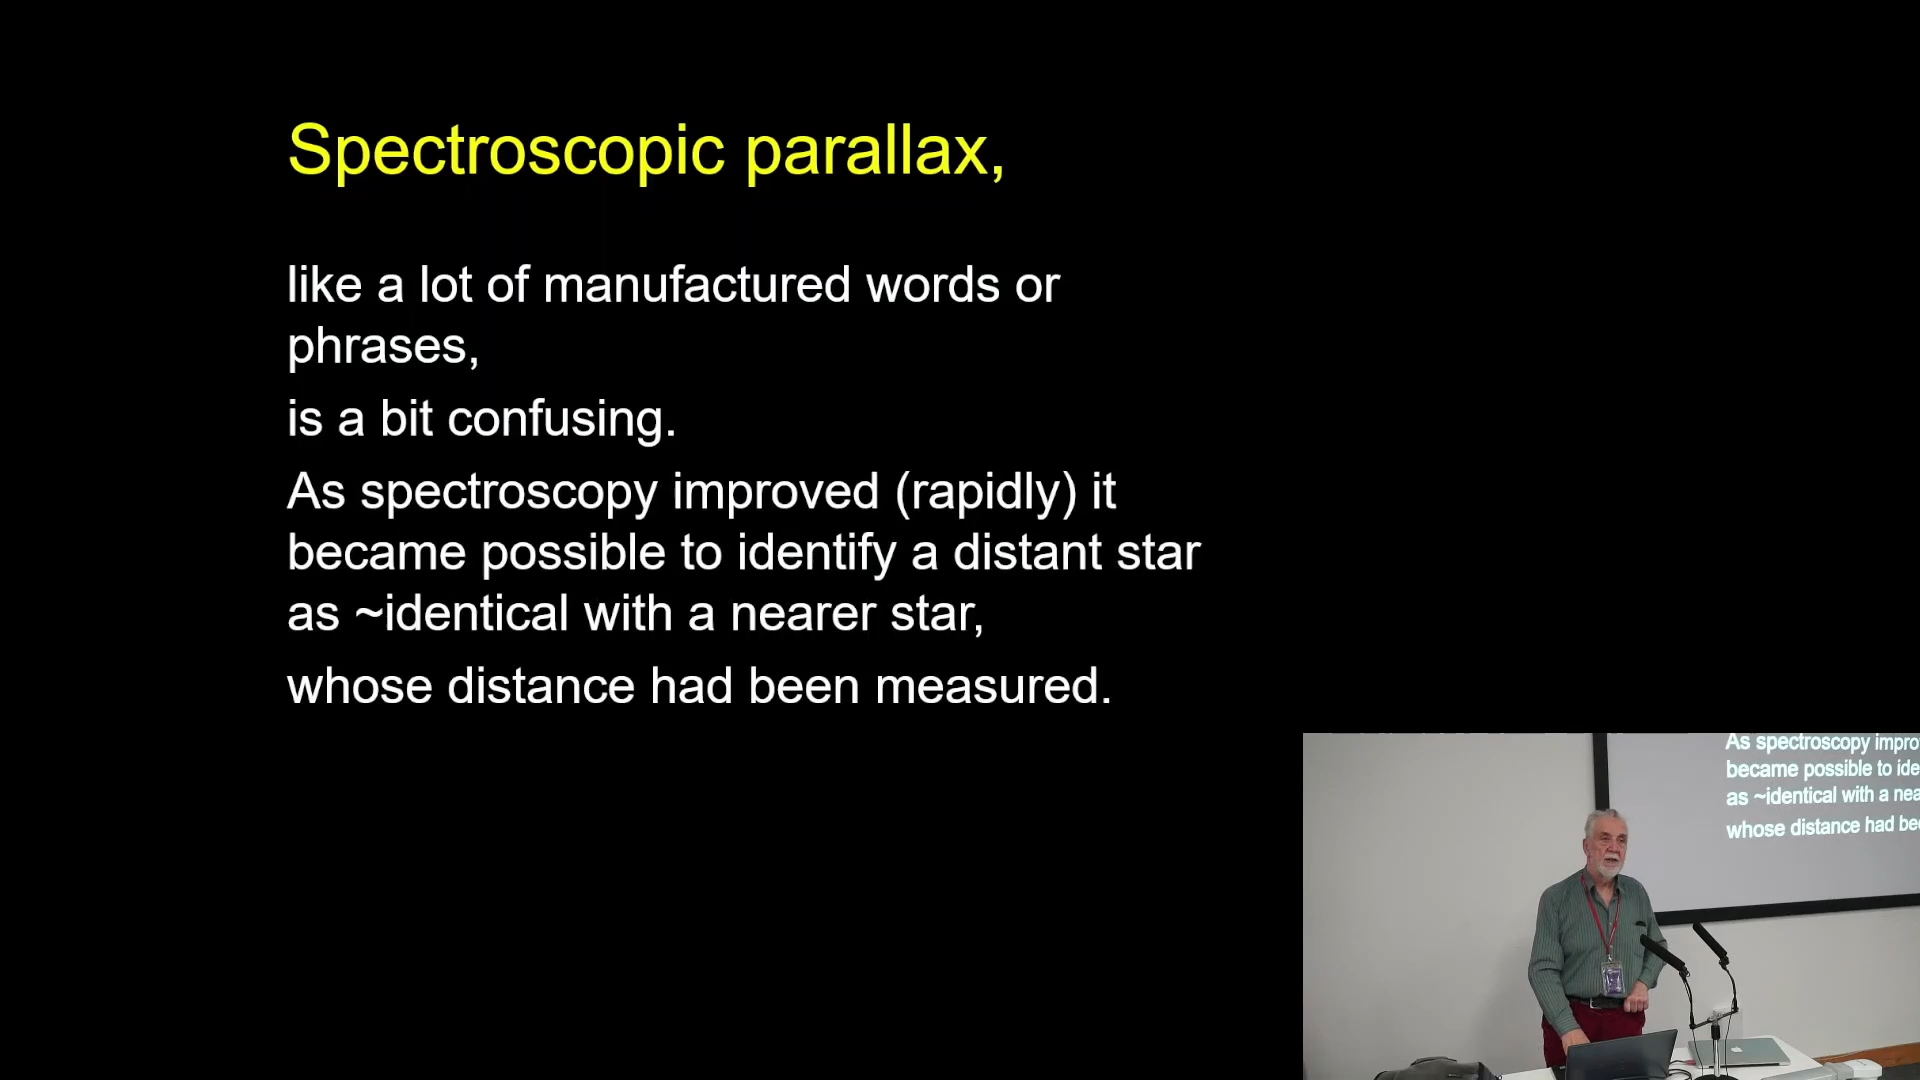 Spectroscopic parallax,
like a lot of manufactured words or
phrases,
is a bit confusing.
As spectroscopy improved (rapidly) it
became possible to identify a distant star
as ~identical with a nearer star,
whose distance had been measured.
As spectroscopy impro
became possible to ide
as ~identical with a nea
whose distance had be